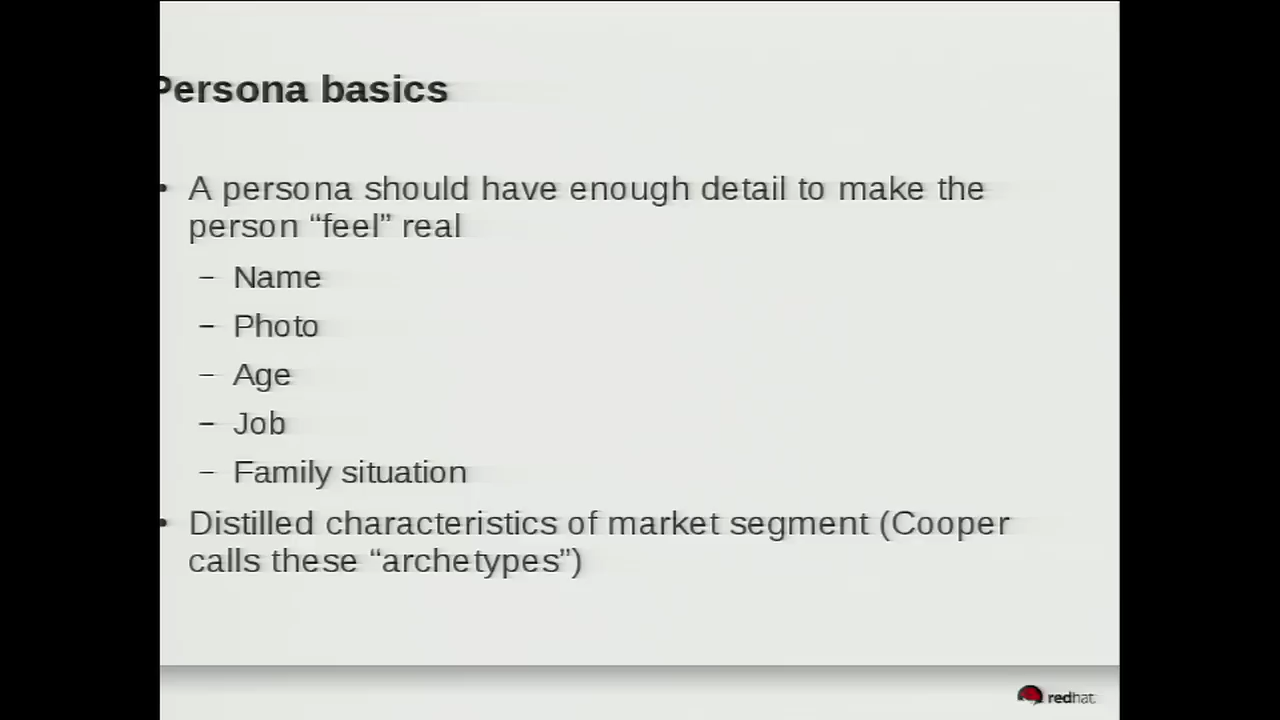 Persona basics
• A persona should have enough detail to make the
person “feel” real
– Name
– Photo
– Age
– Job
– Family situation
• Distilled characteristics of market segment (Cooper
calls these “archetypes”)
redhat